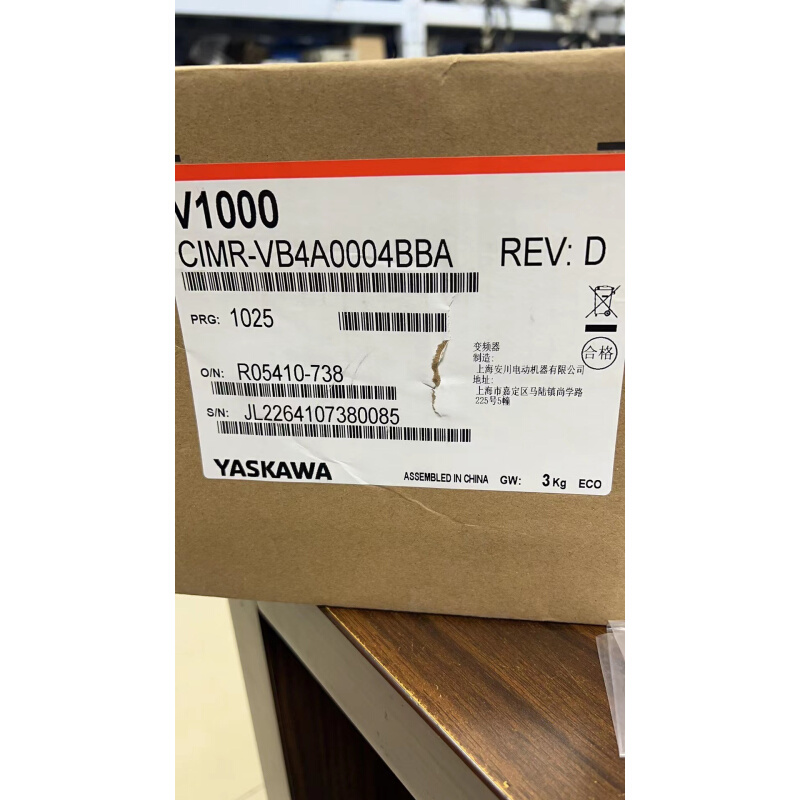 V1000
CIMR-VB4A0004BBA REV: D
PRG: 1025
变频器
制造:
上海安川电动机器有限公司
地址:
上海市嘉定区马陆镇尚学路
225号5幢
合格
O/N: R05410-738
S/N: JL2264107380085
YASKAWA
ASSEMBLED IN CHINA GW: 3 Kg ECO